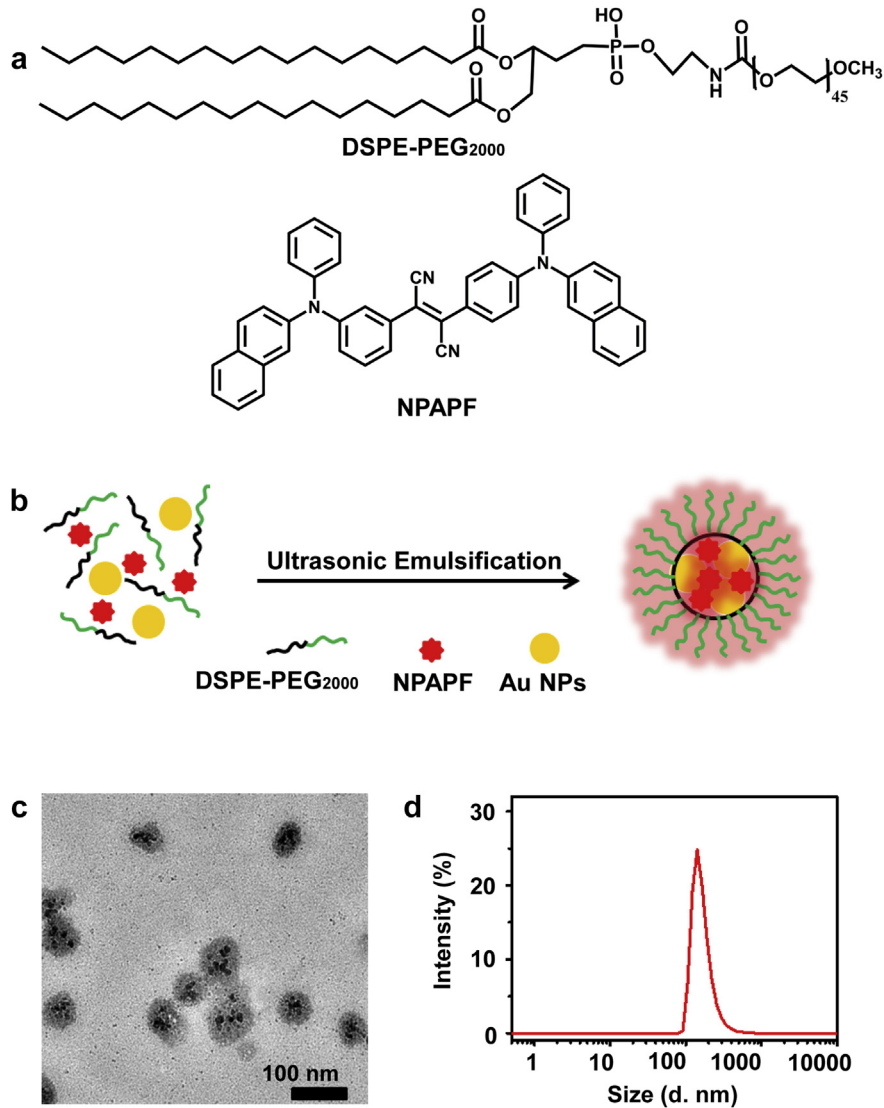 a
O
HO
O
O
P
O
O
O
N
H
O
O
OCH3
45
O
O
DSPE-PEG2000
N
CN
CN
N
NPAPF
b
Ultrasonic Emulsification
DSPE-PEG2000
NPAPF
Au NPs
c
100 nm
d
30
20
10
0
Intensity (%)
1
10
100
1000
10000
Size (d. nm)